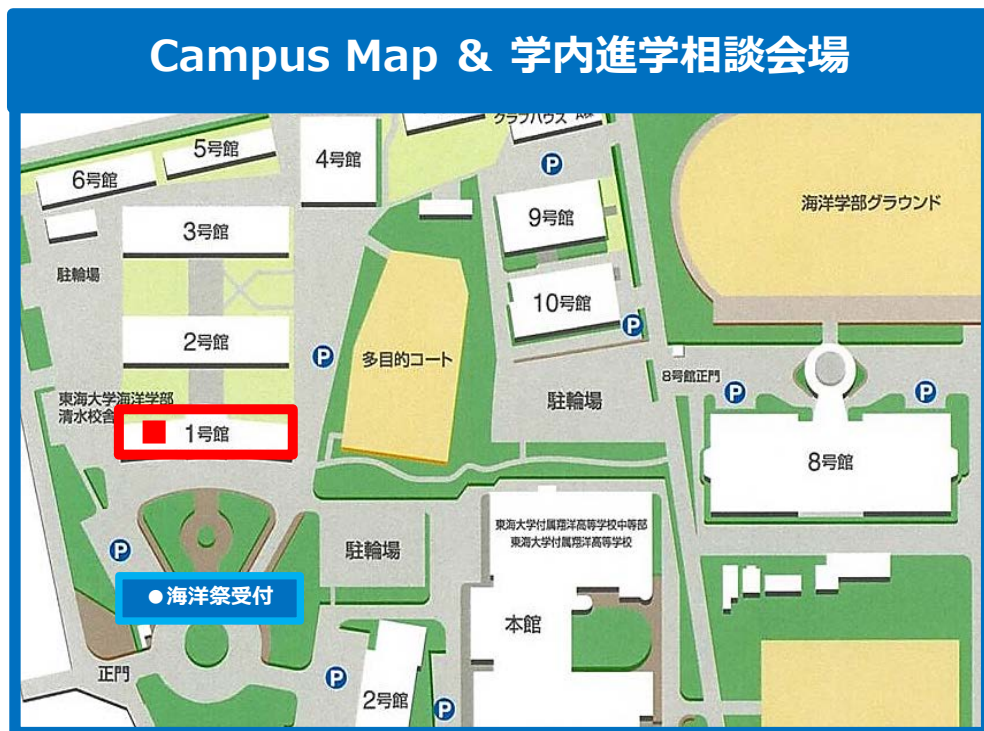 Campus Map & 学内進学相談会場
クラブハウス A棟
5号館
4号館
6号館
P
9号館
海洋学部グラウンド
3号館
駐輪場
10号館
P
2号館
P
多目的コート
8号館正門
P
P
東海大学海洋学部
清水校舎
駐輪場
1号館
8号館
東海大学付属翔洋高等学校中等部
東海大学付属翔洋高等学校
P
駐輪場
●海洋祭受付
本館
正門
P
2号館
P